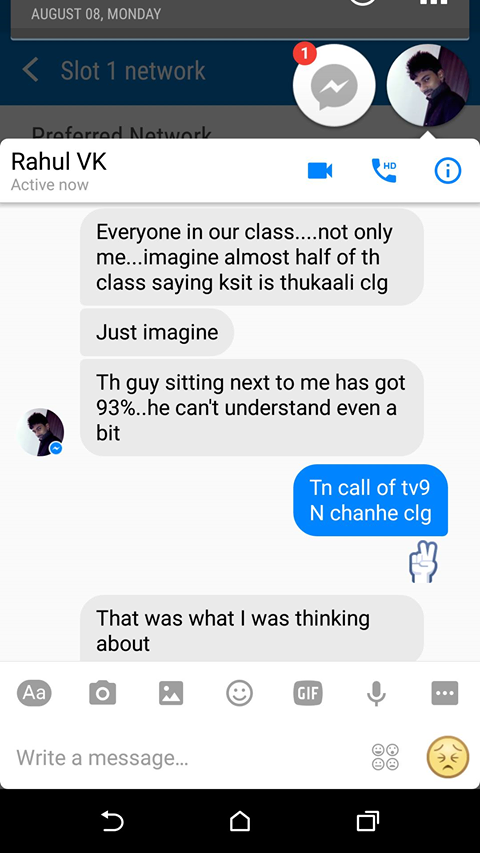 AUGUST 08, MONDAY
Slot 1 network
1
Preferred Network
Rahul VK
Active now
HD
Everyone in our class....not only
me...imagine almost half of th
class saying ksit is thukaali clg
Just imagine
Th guy sitting next to me has got
93%..he can't understand even a
bit
Tn call of tv9
N chanhe clg
That was what I was thinking
about
Aa
GIF
Write a message...